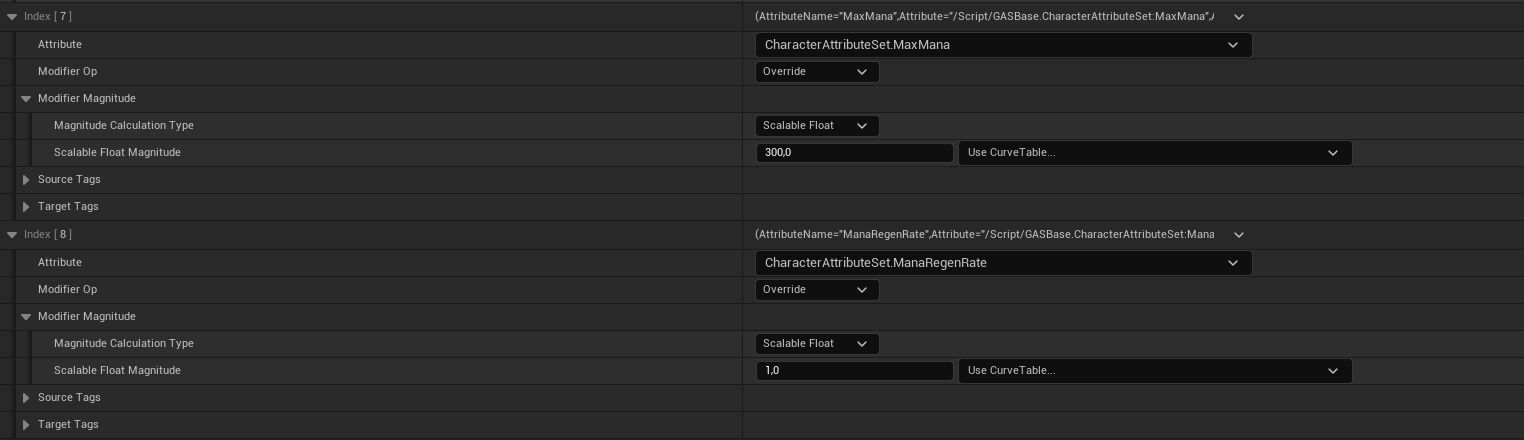 Index [ 7 ] (AttributeName="MaxMana",Attribute="/Script/GASBase.CharacterAttributeSet:MaxMana",
Attribute CharacterAttributeSet.MaxMana
Modifier Op Override
Modifier Magnitude
Magnitude Calculation Type Scalable Float
Scalable Float Magnitude 300,0 Use CurveTable...
Source Tags
Target Tags
Index [ 8 ] (AttributeName="ManaRegenRate",Attribute="/Script/GASBase.CharacterAttributeSet:Mana
Attribute CharacterAttributeSet.ManaRegenRate
Modifier Op Override
Modifier Magnitude
Magnitude Calculation Type Scalable Float
Scalable Float Magnitude 1,0 Use CurveTable...
Source Tags
Target Tags